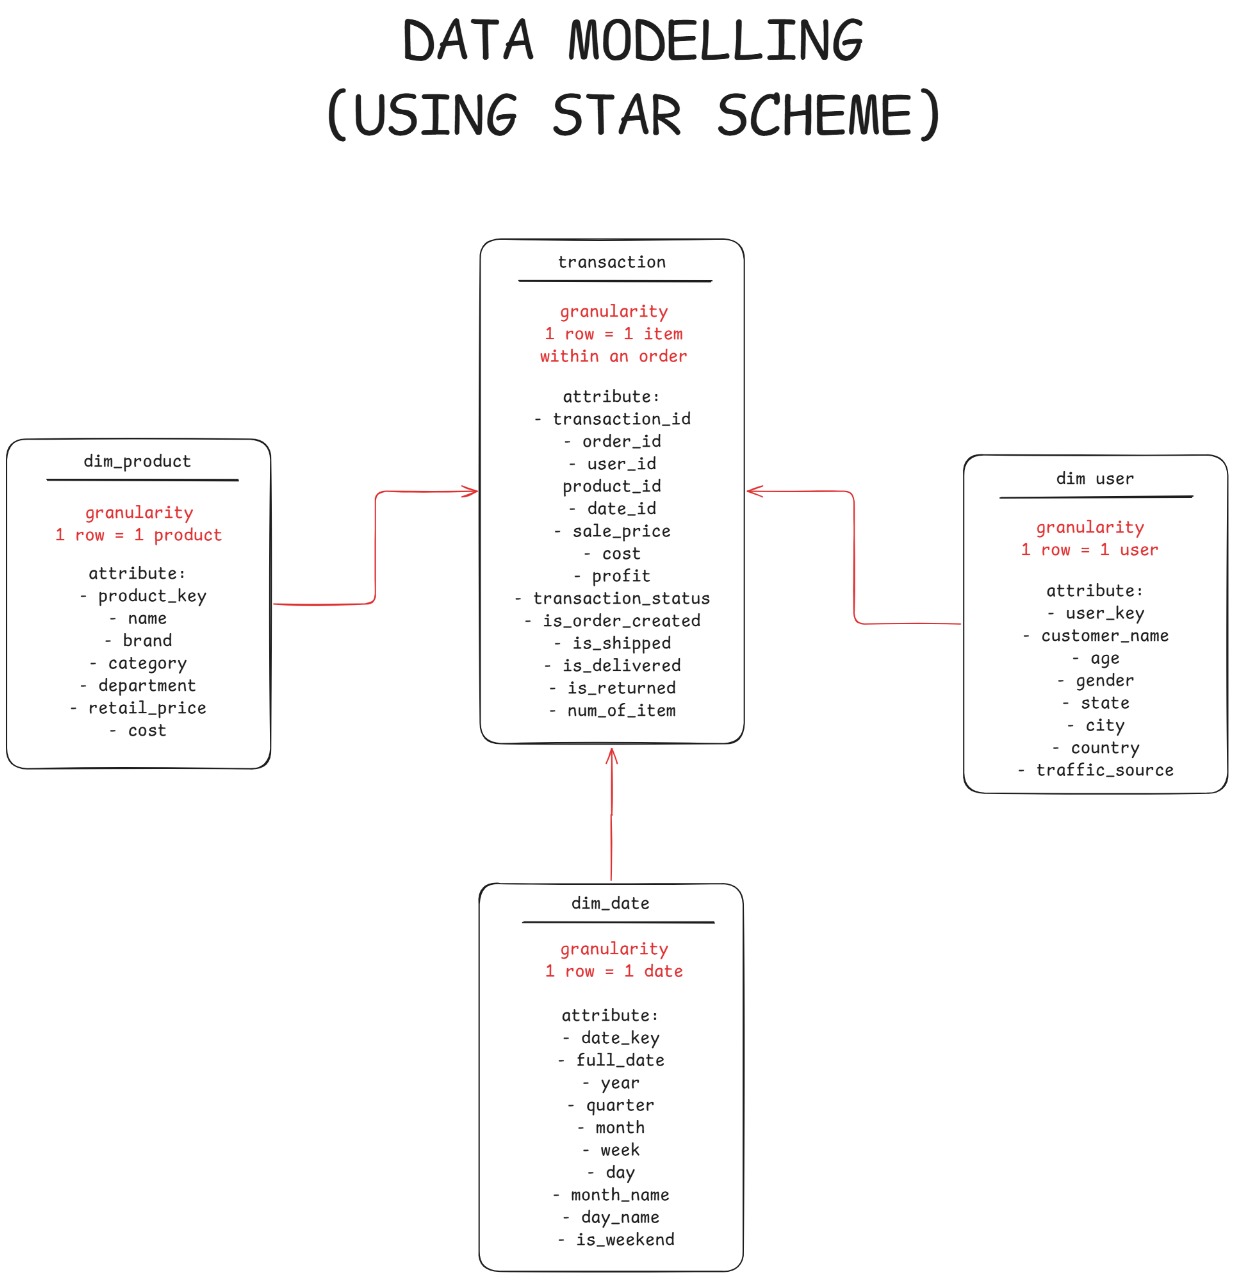 DATA MODELLING
(USING STAR SCHEME)
transaction
granularity
1 row = 1 item
within an order
attribute:
- transaction_id
- order_id
- user_id
product_id
- date_id
- sale_price
- cost
- profit
- transaction_status
- is_order_created
- is_shipped
- is_delivered
- is_returned
- num_of_item
dim_product
granularity
1 row = 1 product
attribute:
- product_key
- name
- brand
- category
- department
- retail_price
- cost
dim user
granularity
1 row = 1 user
attribute:
- user_key
- customer_name
- age
- gender
- state
- city
- country
- traffic_source
dim_date
granularity
1 row = 1 date
attribute:
- date_key
- full_date
- year
- quarter
- month
- week
- day
- month_name
- day_name
- is_weekend